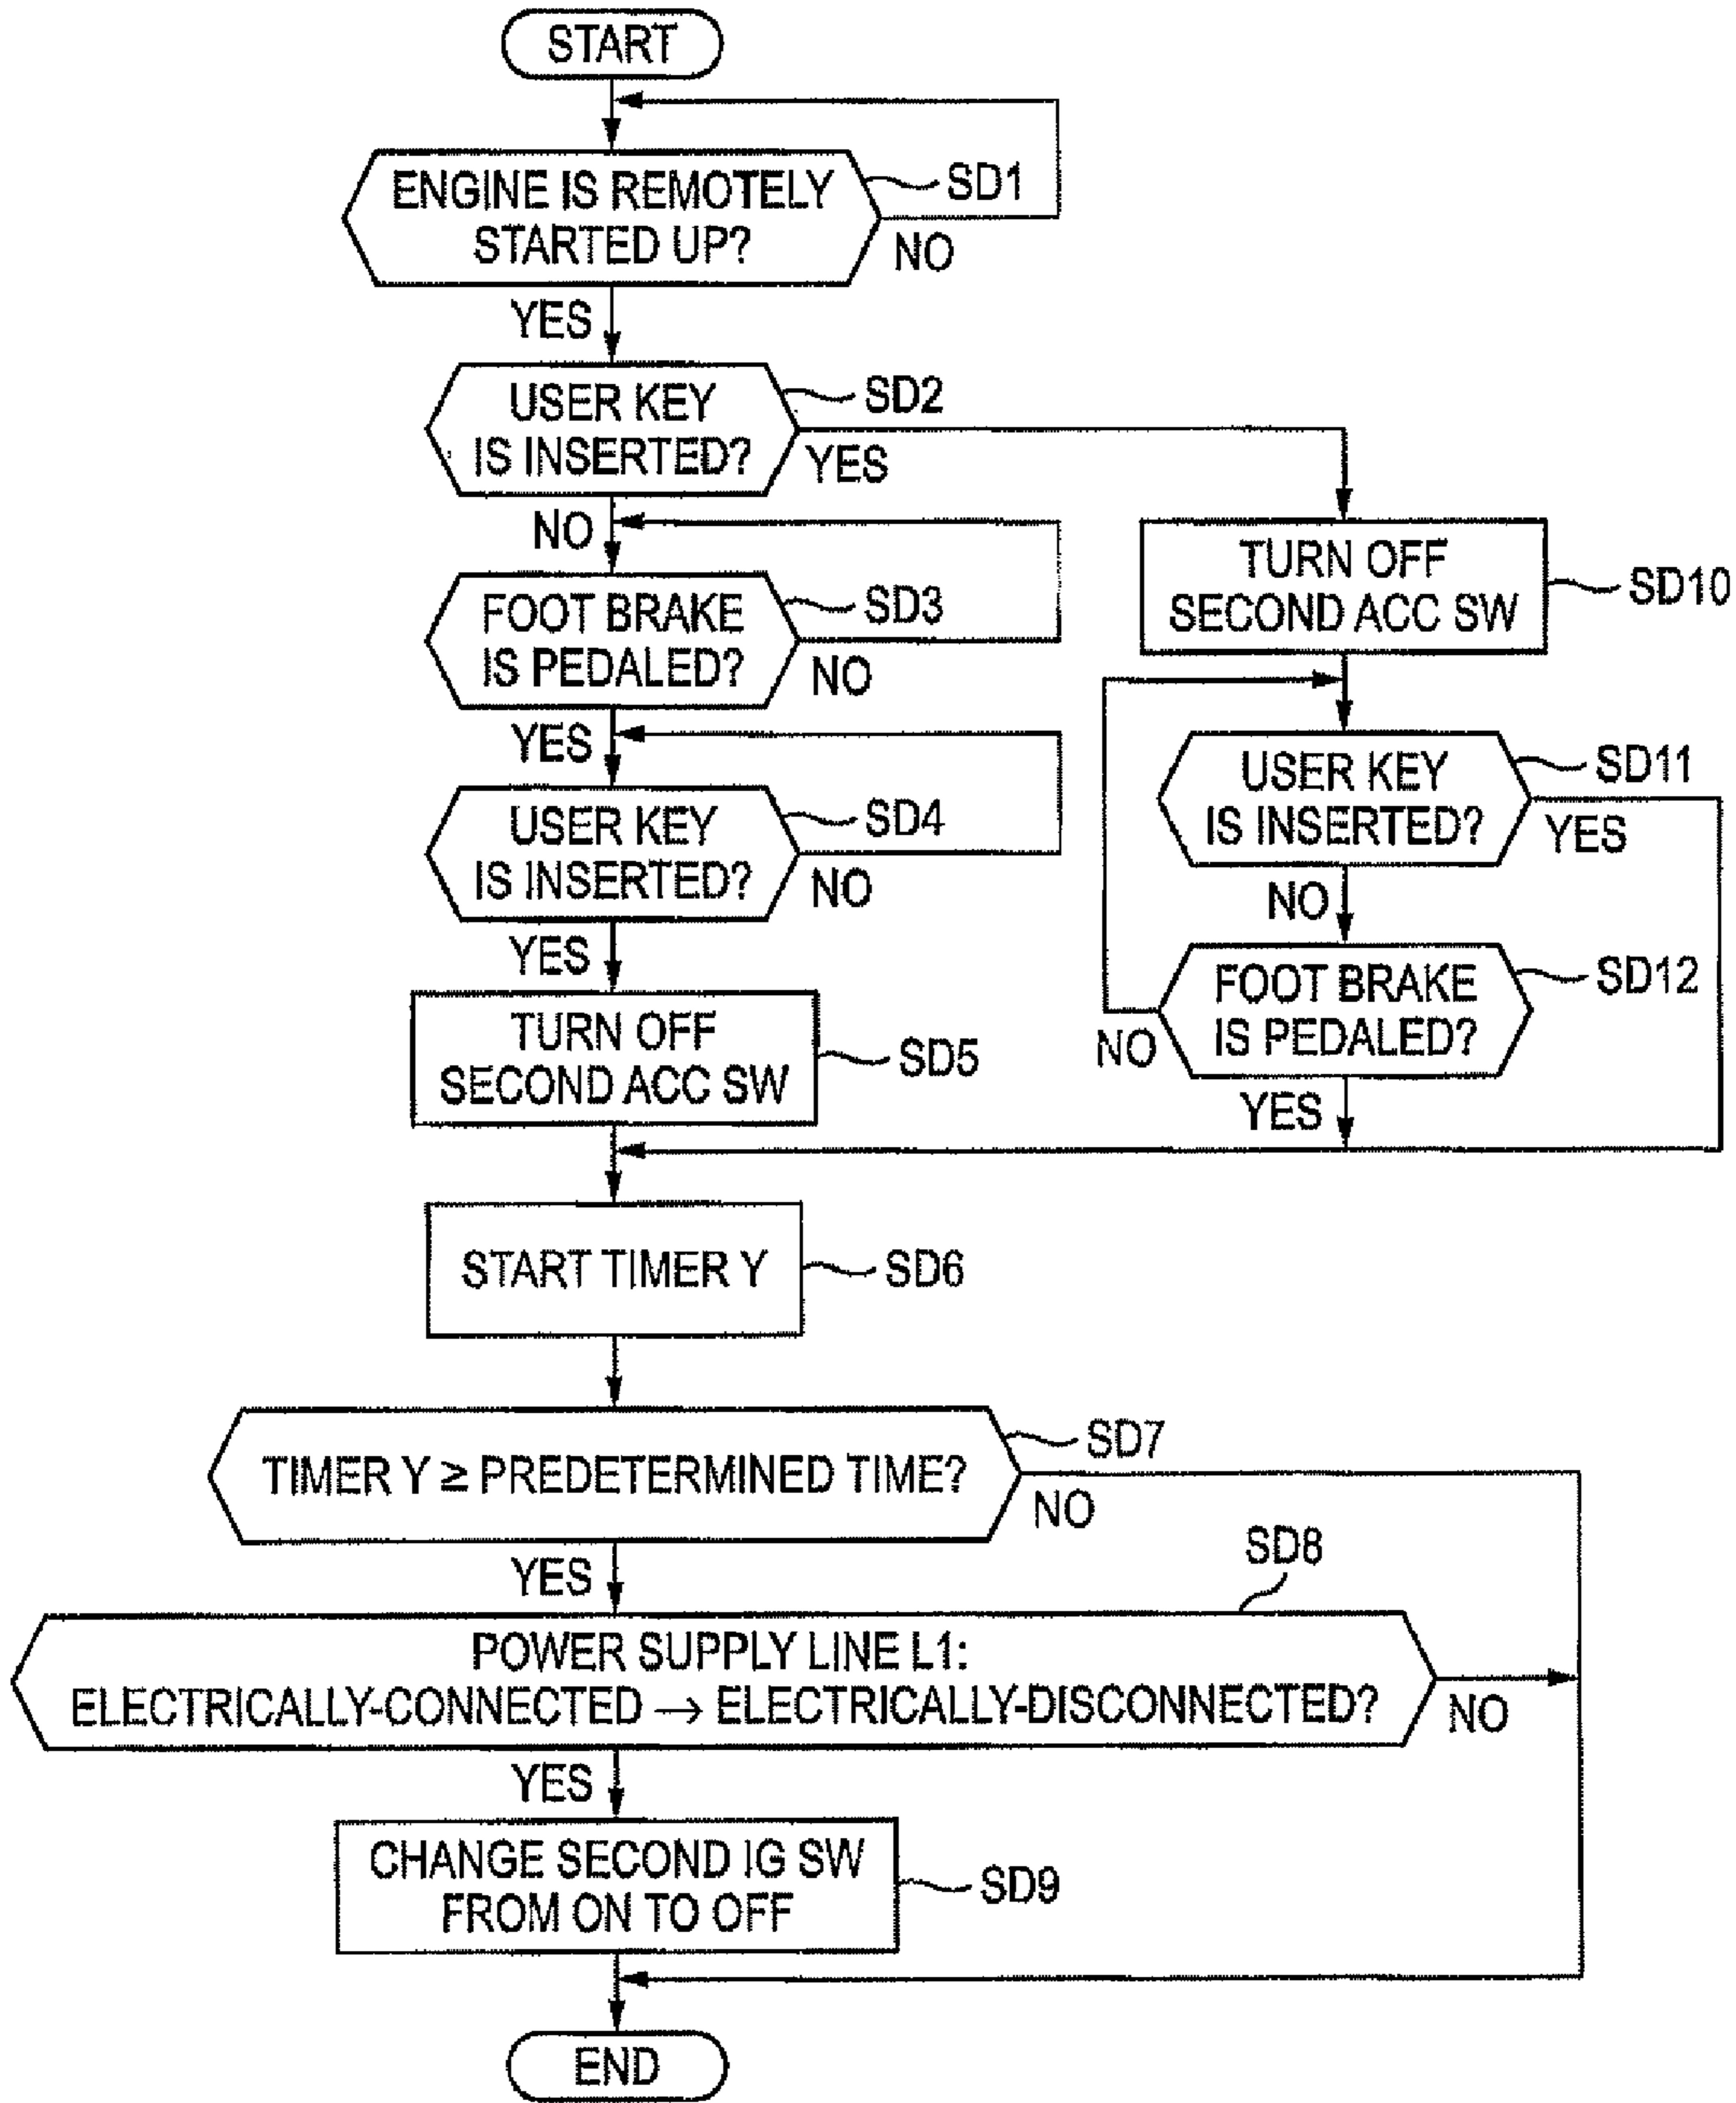 START
ENGINE IS REMOTELY
STARTED UP?
SD1
NO
YES
USER KEY
IS INSERTED?
SD2
YES
NO
FOOT BRAKE
IS PEDALED?
SD3
NO
YES
USER KEY
IS INSERTED?
SD4
NO
YES
TURN OFF
SECOND ACC SW
SD5
TURN OFF
SECOND ACC SW
SD10
USER KEY
IS INSERTED?
SD11
YES
NO
FOOT BRAKE
IS PEDALED?
SD12
NO
YES
START TIMER Y
SD6
TIMER Y ≥ PREDETERMINED TIME?
SD7
NO
YES
SD8
POWER SUPPLY LINE L1:
ELECTRICALLY-CONNECTED → ELECTRICALLY-DISCONNECTED?
NO
YES
CHANGE SECOND IG SW
FROM ON TO OFF
SD9
END